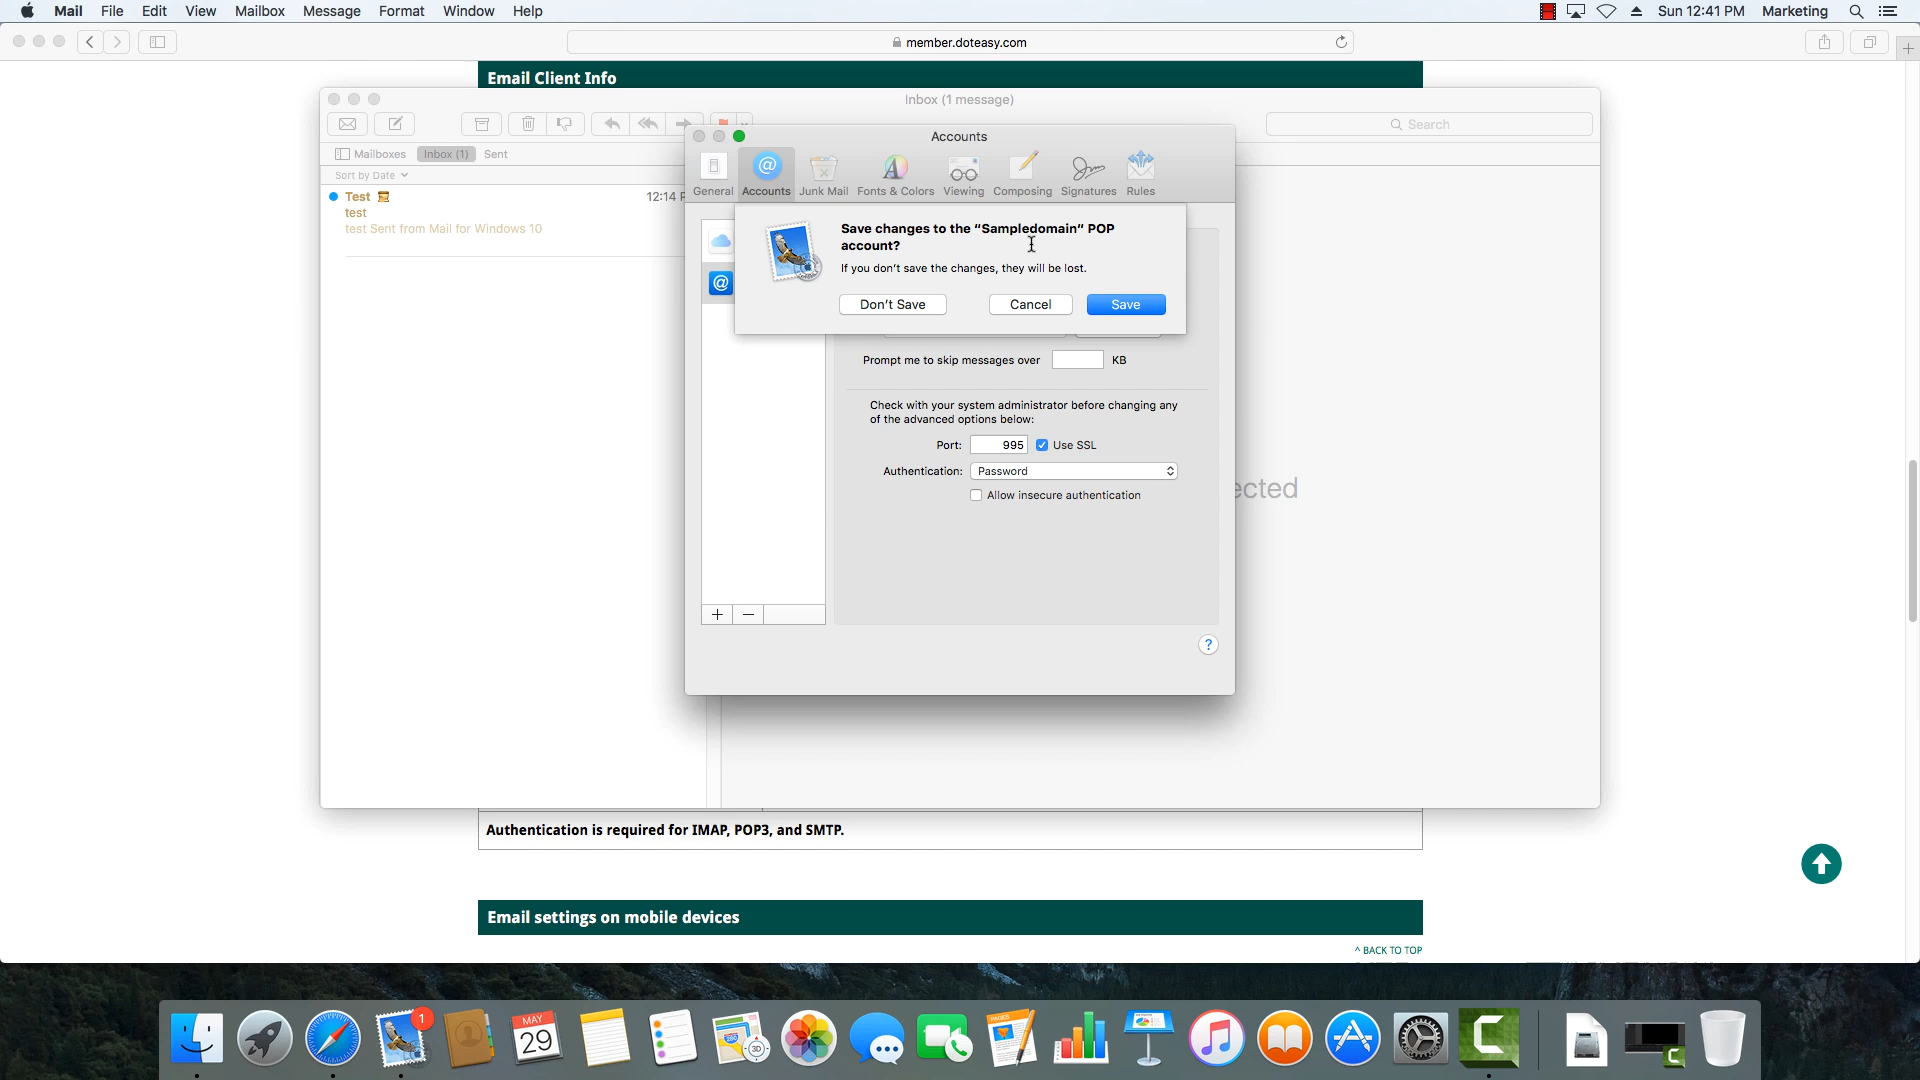 Mail File Edit View Mailbox Message Format Window Help Sun 12:41 PM Marketing
member.doteasy.com
Email Client Info
Inbox (1 message)
Search
Mailboxes Inbox (1) Sent
Sort by Date
Test 12:14
test
test Sent from Mail for Windows 10
Accounts
General Accounts Junk Mail Fonts & Colors Viewing Composing Signatures Rules
Save changes to the “Sampledomain” POP
account?
If you don’t save the changes, they will be lost.
Don’t Save Cancel Save
Prompt me to skip messages over KB
Check with your system administrator before changing any
of the advanced options below:
Port: 995 Use SSL
Authentication: Password
Allow insecure authentication
ected
+ −
?
Authentication is required for IMAP, POP3, and SMTP.
Email settings on mobile devices
^ BACK TO TOP
1
MAY
29
PAGES
3D
280